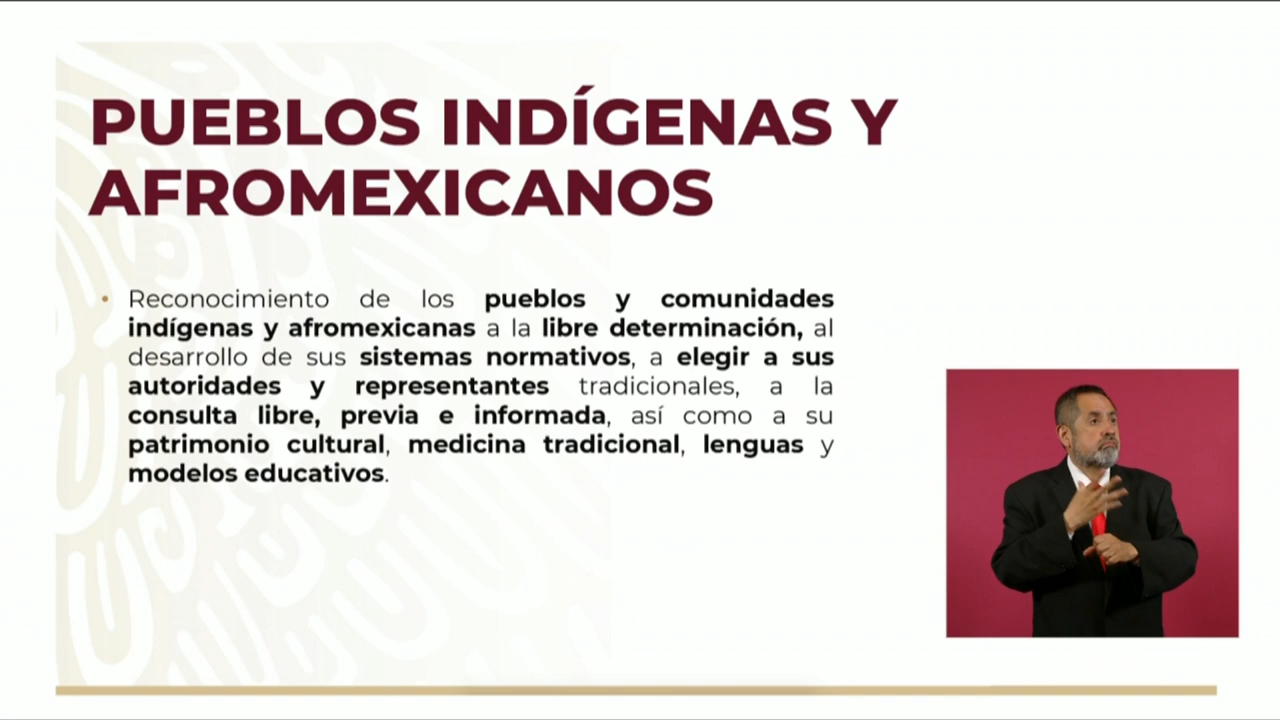 PUEBLOS INDÍGENAS Y
AFROMEXICANOS
• Reconocimiento de los pueblos y comunidades
indígenas y afromexicanas a la libre determinación, al
desarrollo de sus sistemas normativos, a elegir a sus
autoridades y representantes tradicionales, a la
consulta libre, previa e informada, así como a su
patrimonio cultural, medicina tradicional, lenguas y
modelos educativos.